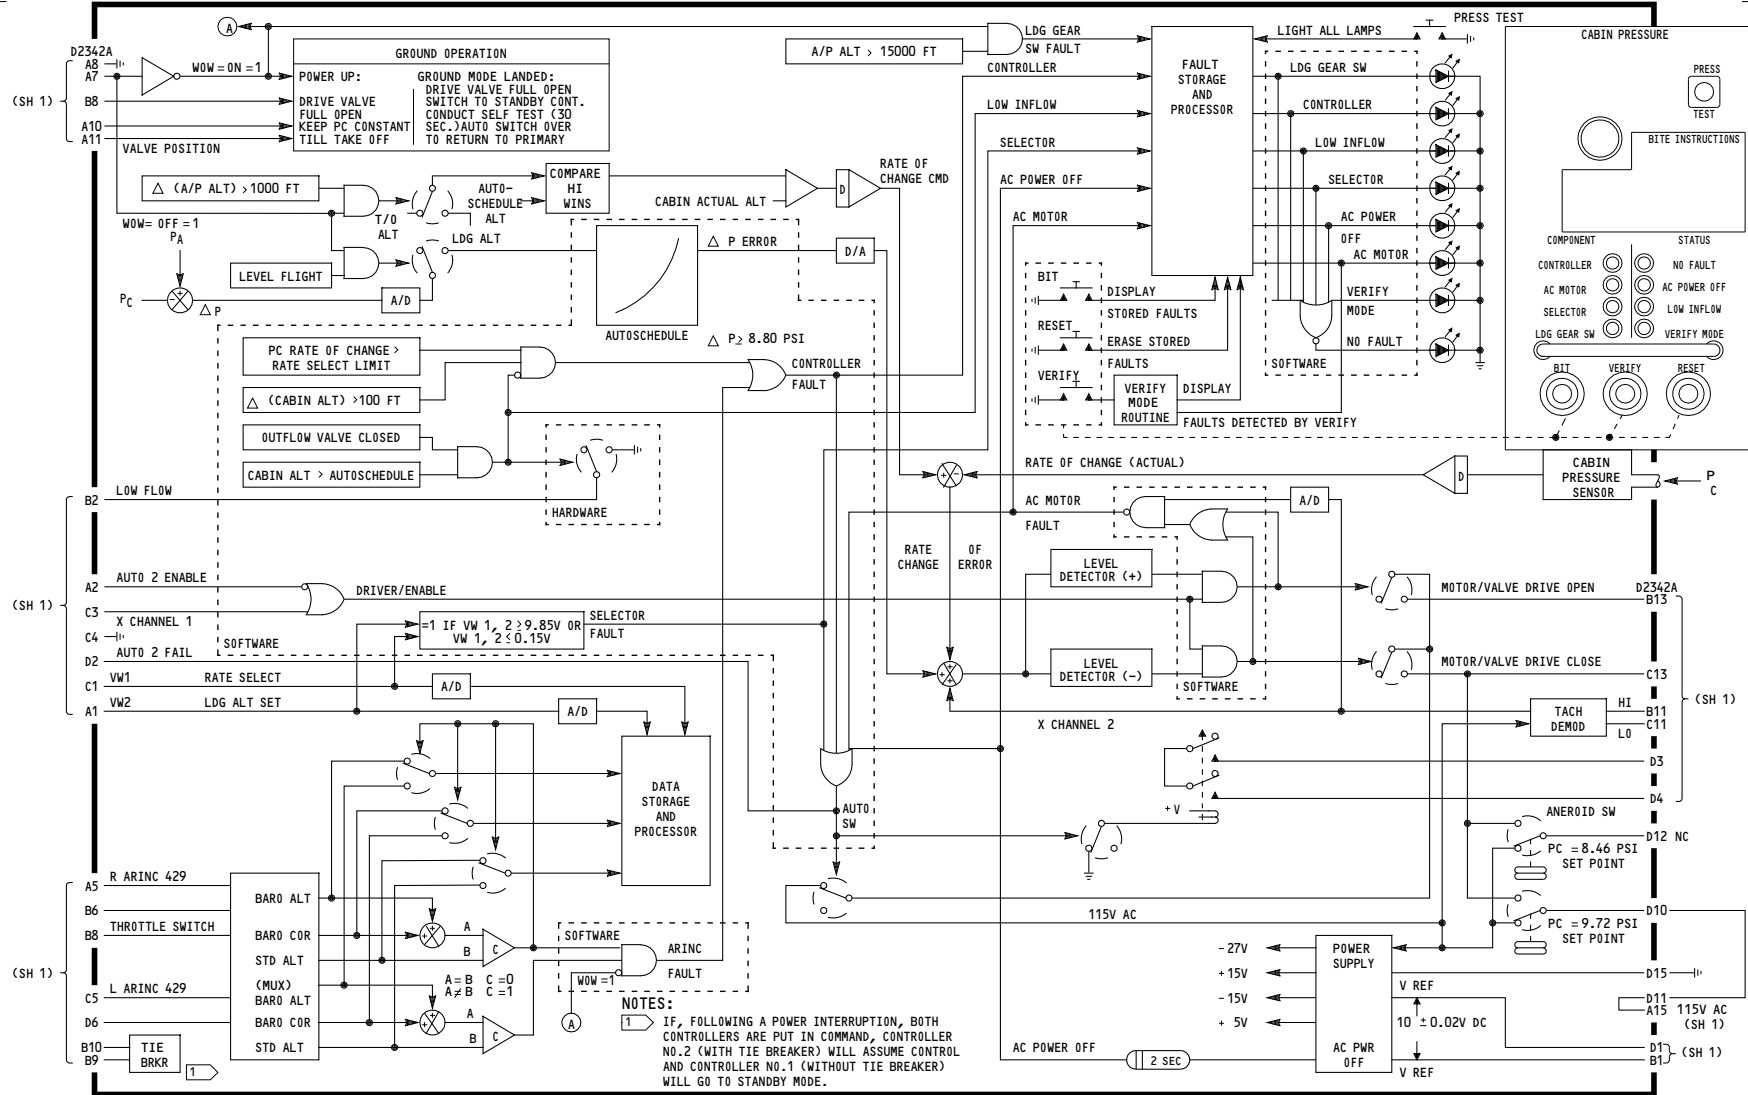 A
D2342A
A8
A7
(SH 1)
B8
A10
A11
WOW = ON = 1
GROUND OPERATION
POWER UP:
DRIVE VALVE
FULL OPEN
KEEP PC CONSTANT
TILL TAKE OFF
GROUND MODE LANDED:
DRIVE VALVE FULL OPEN
SWITCH TO STANDBY CONT.
CONDUCT SELF TEST (30
SEC.)AUTO SWITCH OVER
TO RETURN TO PRIMARY
VALVE POSITION
△ (A/P ALT) > 1000 FT
WOW= OFF = 1
PA
LEVEL FLIGHT
PC
△ P
T/O
ALT
AUTO-
SCHEDULE
ALT
COMPARE
HI
WINS
LDG ALT
A/D
AUTOSCHEDULE
CABIN ACTUAL ALT
D
RATE OF
CHANGE CMD
△ P ERROR
D/A
△ P≥ 8.80 PSI
A/P ALT > 15000 FT
LDG GEAR
SW FAULT
CONTROLLER
LOW INFLOW
SELECTOR
AC POWER OFF
AC MOTOR
FAULT
STORAGE
AND
PROCESSOR
LIGHT ALL LAMPS
PRESS TEST
LDG GEAR SW
CONTROLLER
LOW INFLOW
SELECTOR
AC POWER
OFF
AC MOTOR
VERIFY
MODE
NO FAULT
SOFTWARE
BIT
DISPLAY
STORED FAULTS
RESET
ERASE STORED
FAULTS
VERIFY
VERIFY
MODE
ROUTINE
DISPLAY
FAULTS DETECTED BY VERIFY
CABIN PRESSURE
PRESS
TEST
BITE INSTRUCTIONS
COMPONENT
STATUS
CONTROLLER
NO FAULT
AC MOTOR
AC POWER OFF
SELECTOR
LOW INFLOW
LDG GEAR SW
VERIFY MODE
BIT
VERIFY
RESET
PC RATE OF CHANGE >
RATE SELECT LIMIT
△ (CABIN ALT) >100 FT
OUTFLOW VALVE CLOSED
CABIN ALT > AUTOSCHEDULE
CONTROLLER
FAULT
HARDWARE
B2
LOW FLOW
RATE OF CHANGE (ACTUAL)
D
CABIN
PRESSURE
SENSOR
P
C
AC MOTOR
FAULT
A/D
RATE
CHANGE
OF
ERROR
LEVEL
DETECTOR (+)
LEVEL
DETECTOR (-)
SOFTWARE
(SH 1)
A2
AUTO 2 ENABLE
C3
X CHANNEL 1
C4
D2
AUTO 2 FAIL
C1
VW1
RATE SELECT
A1
VW2
LDG ALT SET
DRIVER/ENABLE
SOFTWARE
=1 IF VW 1, 2 ≥9.85V OR
VW 1, 2 ≤ 0.15V
SELECTOR
FAULT
A/D
A/D
MOTOR/VALVE DRIVE OPEN
D2342A
B13
MOTOR/VALVE DRIVE CLOSE
C13
TACH
DEMOD
HI
B11
C11
LO
(SH 1)
X CHANNEL 2
D3
D4
+V
ANEROID SW
D12 NC
PC = 8.46 PSI
SET POINT
D10
PC = 9.72 PSI
SET POINT
DATA
STORAGE
AND
PROCESSOR
AUTO
SW
115V AC
(SH 1)
A5
R ARINC 429
B6
B8
THROTTLE SWITCH
C5
L ARINC 429
D6
B10
B9
TIE
BRKR
1
BARO ALT
BARO COR
STD ALT
(MUX)
BARO ALT
BARO COR
STD ALT
A
B
C
A = B   C = 0
A ≠ B   C = 1
A
B
C
SOFTWARE
ARINC
FAULT
WOW =1
A
NOTES:
1 IF, FOLLOWING A POWER INTERRUPTION, BOTH
CONTROLLERS ARE PUT IN COMMAND, CONTROLLER
NO.2 (WITH TIE BREAKER) WILL ASSUME CONTROL
AND CONTROLLER NO.1 (WITHOUT TIE BREAKER)
WILL GO TO STANDBY MODE.
- 27V
+ 15V
- 15V
+ 5V
POWER
SUPPLY
AC PWR
OFF
AC POWER OFF
2 SEC
V REF
10 ± 0.02V DC
V REF
D15
D11
A15
115V AC
(SH 1)
D1
B1
(SH 1)